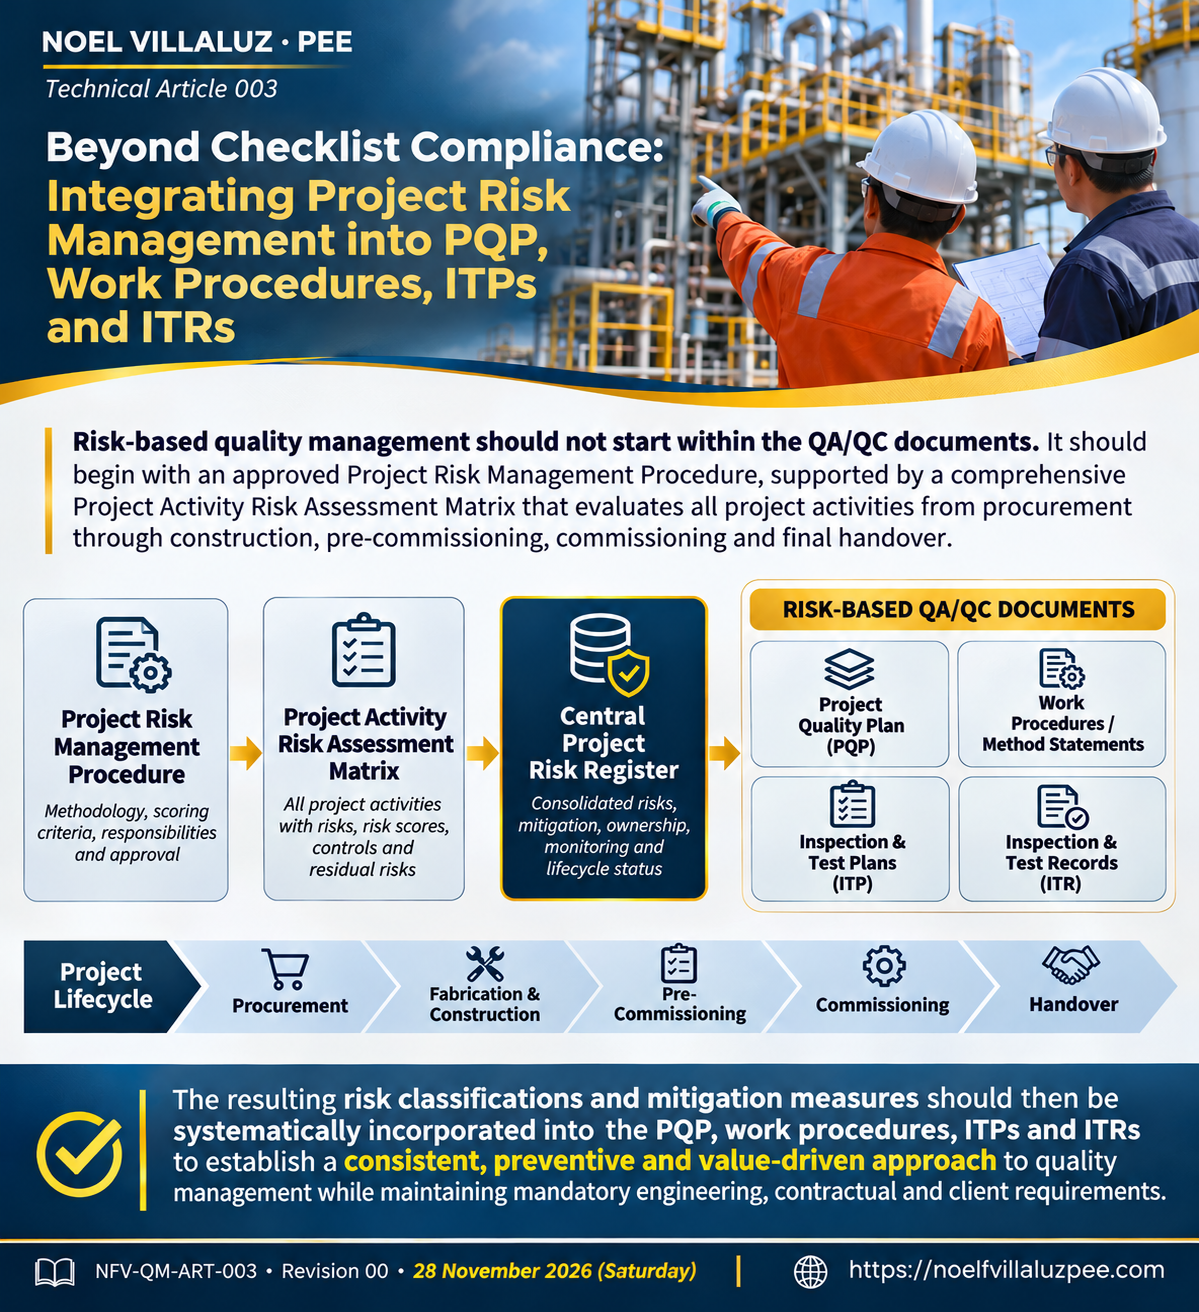 NOEL VILLALUZ · PEE
Technical Article 003
Beyond Checklist Compliance:
Integrating Project Risk
Management into PQP,
Work Procedures, ITPs
and ITRs
Risk-based quality management should not start within the QA/QC documents. It should
begin with an approved Project Risk Management Procedure, supported by a comprehensive
Project Activity Risk Assessment Matrix that evaluates all project activities from procurement
through construction, pre-commissioning, commissioning and final handover.
Project Risk
Management
Procedure
Methodology, scoring
criteria, responsibilities
and approval
Project Activity
Risk Assessment
Matrix
All project activities
with risks, risk scores,
controls and
residual risks
Central
Project
Risk Register
Consolidated risks,
mitigation, ownership,
monitoring and
lifecycle status
RISK-BASED QA/QC DOCUMENTS
Project
Quality Plan
(PQP)
Work
Procedures /
Method Statements
Inspection &
Test Plans
(ITP)
Inspection &
Test Records
(ITR)
Project
Lifecycle
Procurement
Fabrication &
Construction
Pre-
Commissioning
Commissioning
Handover
The resulting risk classifications and mitigation measures should then be
systematically incorporated into the PQP, work procedures, ITPs and ITRs
to establish a consistent, preventive and value-driven approach to quality
management while maintaining mandatory engineering, contractual and client requirements.
NFV-QM-ART-003 • Revision 00 • 28 November 2026 (Saturday)
https://noelfvillaluzpee.com